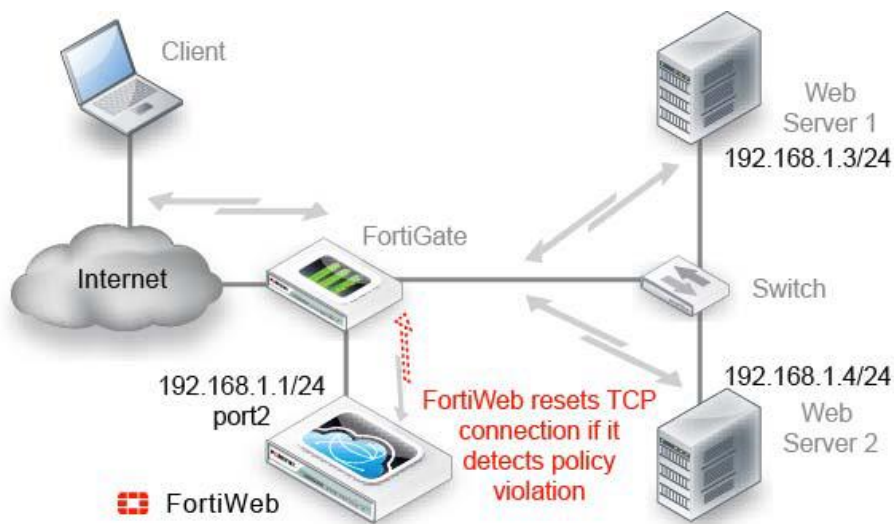 Client
Web
Server 1
192.168.1.3/24
FortiGate
Internet
Switch
192.168.1.1/24
port2
FortiWeb resets TCP
connection if it
detects policy
violation
192.168.1.4/24
Web
Server 2
FortiWeb